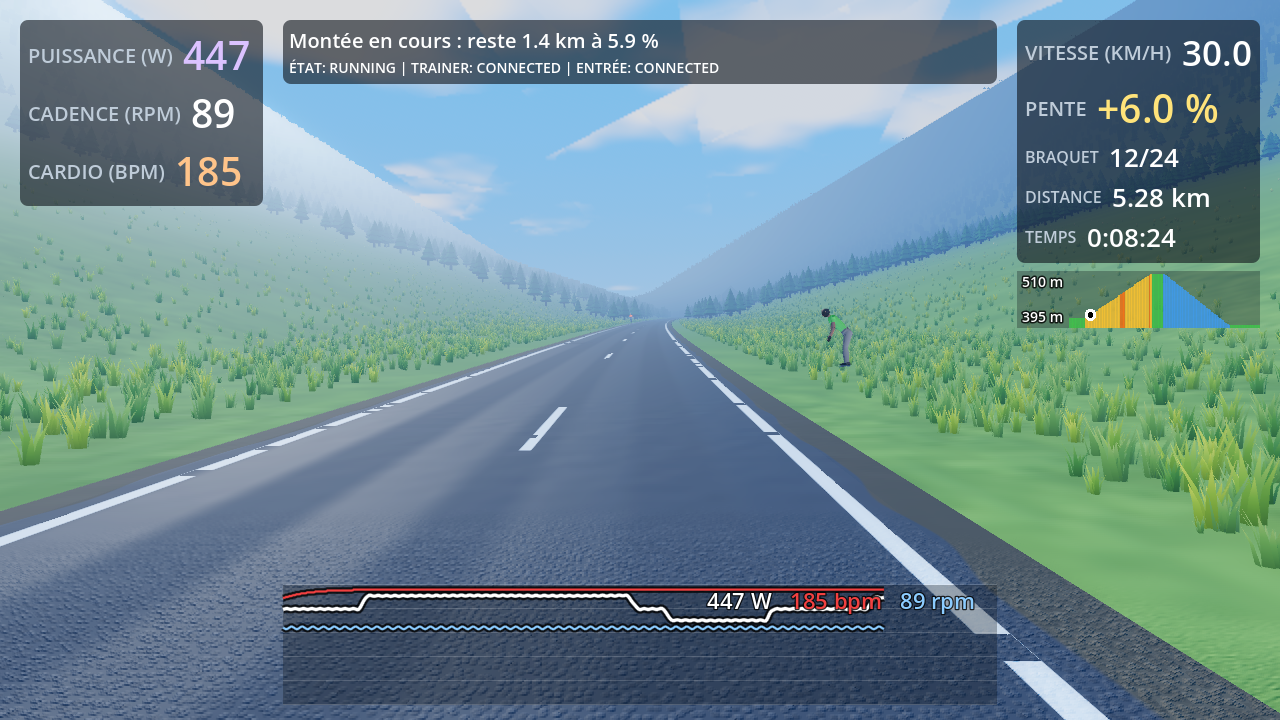 PUISSANCE (W) 447
CADENCE (RPM) 89
CARDIO (BPM) 185
Montée en cours : reste 1.4 km à 5.9 %
ÉTAT: RUNNING | TRAINER: CONNECTED | ENTRÉE: CONNECTED
VITESSE (KM/H) 30.0
PENTE +6.0 %
BRAQUET 12/24
DISTANCE 5.28 km
TEMPS 0:08:24
510 m
395 m
447 W 185 bpm 89 rpm